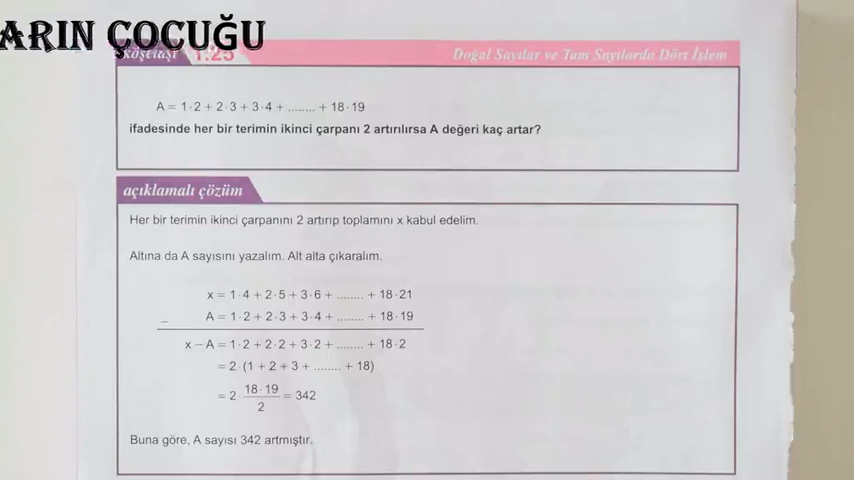 ARIN ÇOCUĞU
köşetaşı 1.25 Doğal Sayılar ve Tam Sayılarda Dört İşlem
A = 1·2 + 2·3 + 3·4 + ........ + 18·19
ifadesinde her bir terimin ikinci çarpanı 2 artırılırsa A değeri kaç artar?
açıklamalı çözüm
Her bir terimin ikinci çarpanını 2 artırıp toplamını x kabul edelim.
Altına da A sayısını yazalım. Alt alta çıkaralım.
x = 1·4 + 2·5 + 3·6 + ........ + 18·21
– A = 1·2 + 2·3 + 3·4 + ........ + 18·19
x – A = 1·2 + 2·2 + 3·2 + ........ + 18·2
= 2·(1 + 2 + 3 + ........ + 18)
= 2·18·19/2 = 342
Buna göre, A sayısı 342 artmıştır.